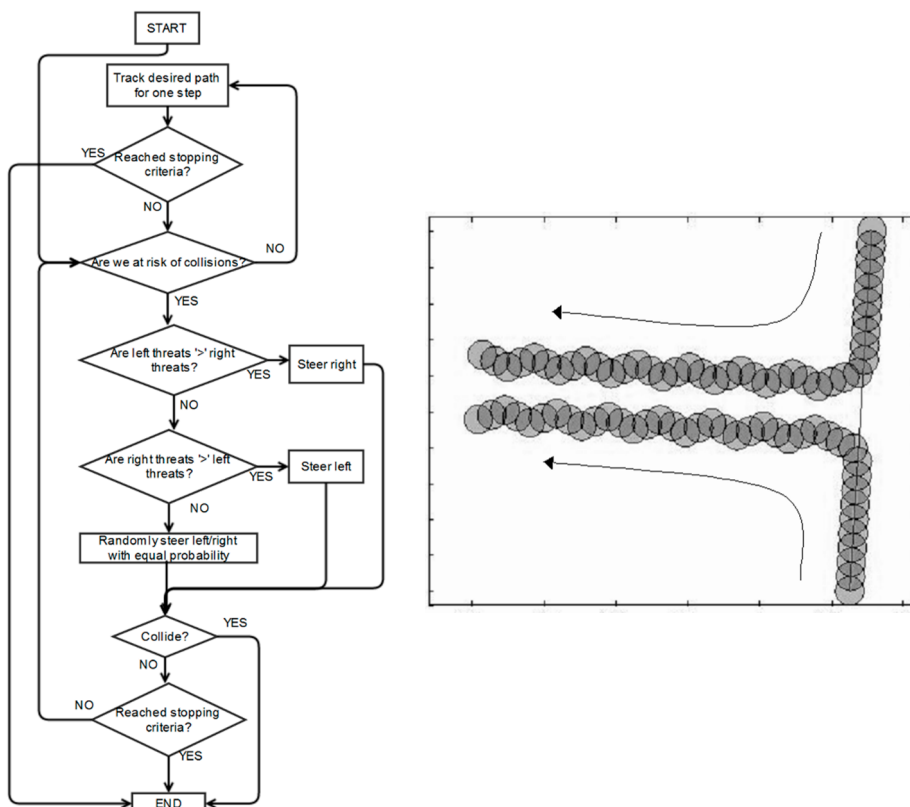 START
Track desired path
for one step
YES
Reached stopping
criteria?
NO
Are we at risk of collisions?
NO
YES
Are left threats '>' right
threats?
YES
Steer right
NO
Are right threats '>' left
threats?
YES
Steer left
NO
Randomly steer left/right
with equal probability
Collide?
YES
NO
NO
Reached stopping
criteria?
YES
END